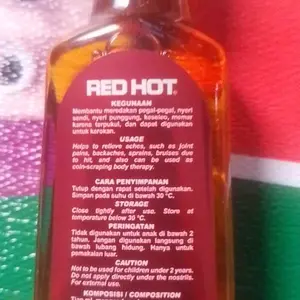 RED HOT®
KEGUNAAN
Membantu meredakan pegal-pegal, nyeri
sendi, nyeri punggung, keseleo, memar
karena terpukul, dan dapat digunakan
untuk kerokan.
USAGE
Helps to relieve aches, such as joint
pains, backaches, sprains, bruises due
to hit, and also can be used as
coin-scraping body therapy.
CARA PENYIMPANAN
Tutup dengan rapat setelah digunakan.
Simpan pada suhu di bawah 30 °C.
STORAGE
Close tightly after use. Store at
temperature below 30 °C.
PERINGATAN
Tidak digunakan untuk anak di bawah 2
tahun. Jangan digunakan langsung di
bawah lubang hidung. Hanya untuk
pemakaian luar.
CAUTION
Not to be used for children under 2 years.
Do not apply directly under the nostrils.
For external use.
KOMPOSISI / COMPOSITION